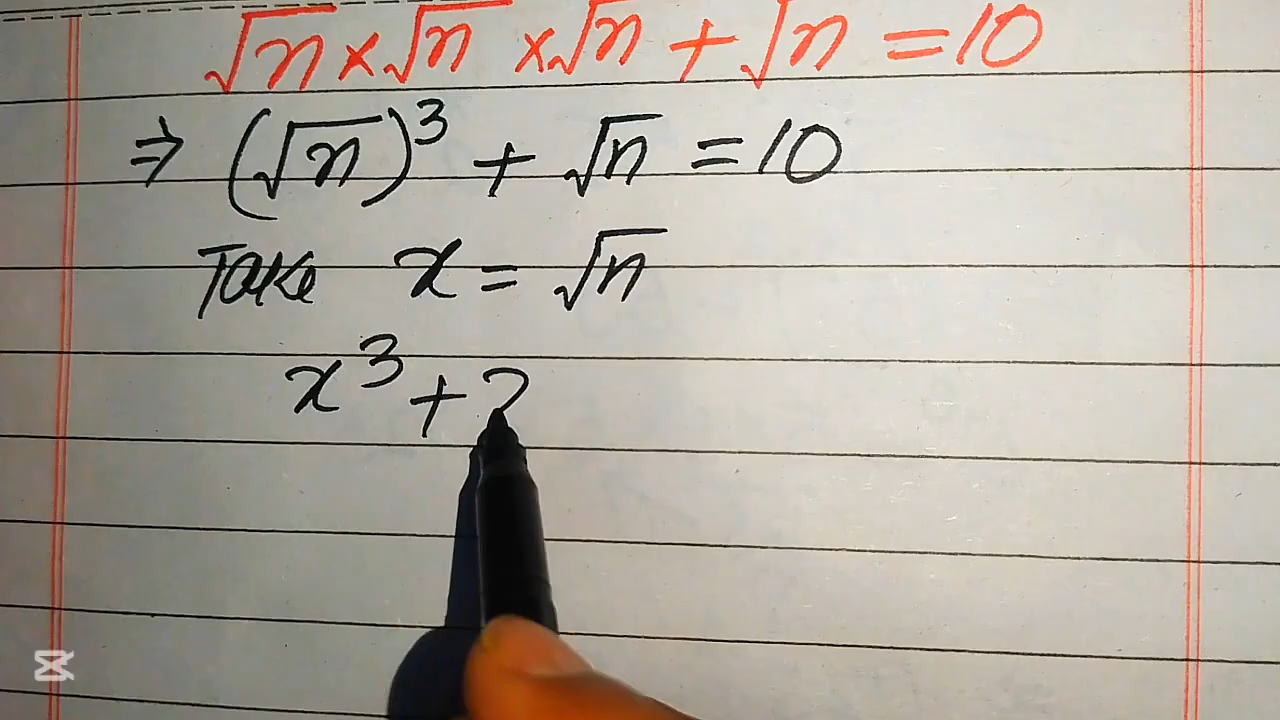 √n × √n × √n + √n = 10
⇒ (√n)³ + √n = 10
Take x = √n
x³ +